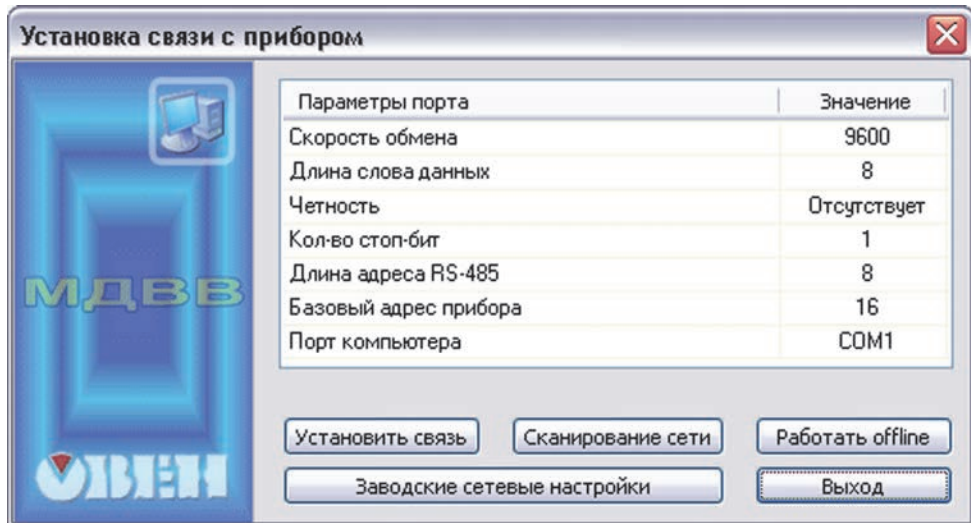 Установка связи с прибором
Параметры порта Значение
Скорость обмена 9600
Длина слова данных 8
Четность Отсутствует
Кол-во стоп-бит 1
Длина адреса RS-485 8
Базовый адрес прибора 16
Порт компьютера COM1
МДВВ
ОВЕН
Установить связь Сканирование сети Работать offline
Заводские сетевые настройки Выход